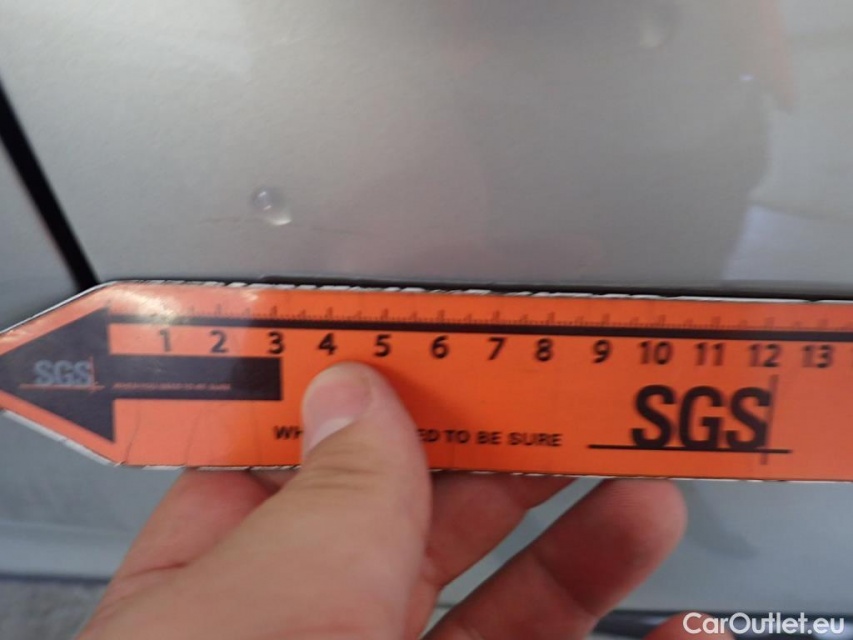 1 2 3 4 5 6 7 8 9 10 11 12 13
SGS
SGS
WH ED TO BE SURE
CarOutlet.eu